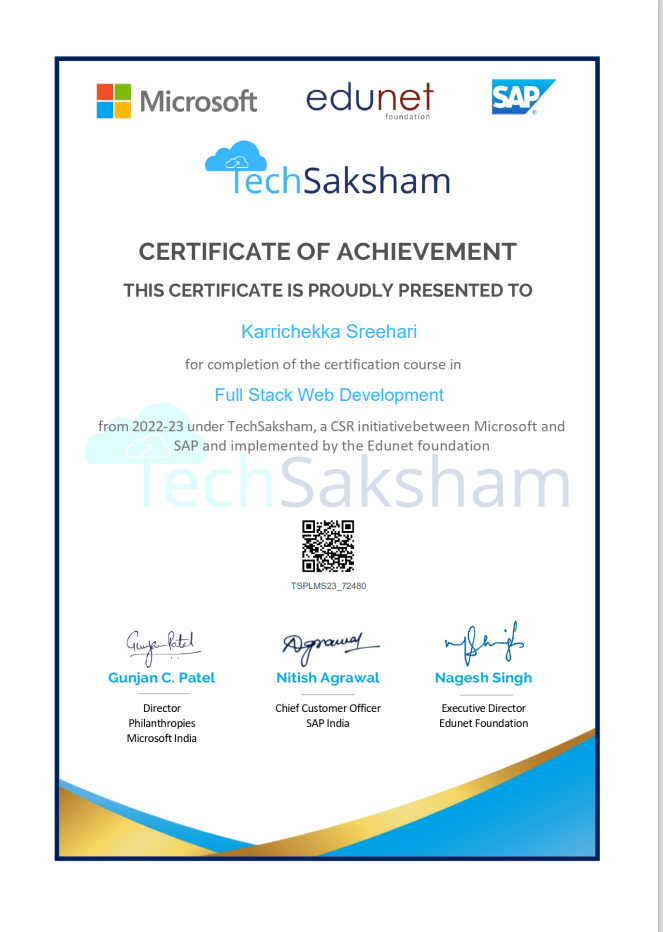 Microsoft
edunet
foundation
SAP
®
TechSaksham
CERTIFICATE OF ACHIEVEMENT
THIS CERTIFICATE IS PROUDLY PRESENTED TO
Karrichekka Sreehari
for completion of the certification course in
Full Stack Web Development
from 2022-23 under TechSaksham, a CSR initiativebetween Microsoft and
SAP and implemented by the Edunet foundation
TechSaksham
TSPLMS23_72480
Gunjan Patel
Agrawal
Gunjan C. Patel
Nitish Agrawal
Nagesh Singh
Director
Philanthropies
Microsoft India
Chief Customer Officer
SAP India
Executive Director
Edunet Foundation